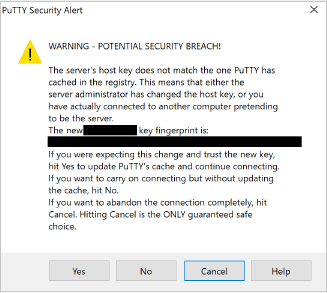 PuTTY Security Alert
WARNING - POTENTIAL SECURITY BREACH!
The server's host key does not match the one PuTTY has
cached in the registry. This means that either the
server administrator has changed the host key, or you
have actually connected to another computer pretending
to be the server.
The new key fingerprint is:
If you were expecting this change and trust the new key,
hit Yes to update PuTTY's cache and continue connecting.
If you want to carry on connecting but without updating
the cache, hit No.
If you want to abandon the connection completely, hit
Cancel. Hitting Cancel is the ONLY guaranteed safe
choice.
Yes No Cancel Help